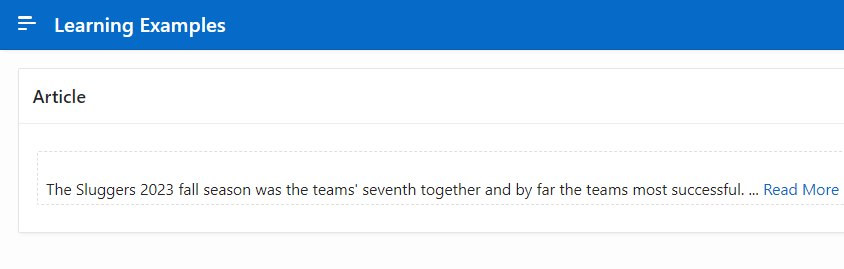 Learning Examples
Article
The Sluggers 2023 fall season was the teams' seventh together and by far the teams most successful. ... Read More